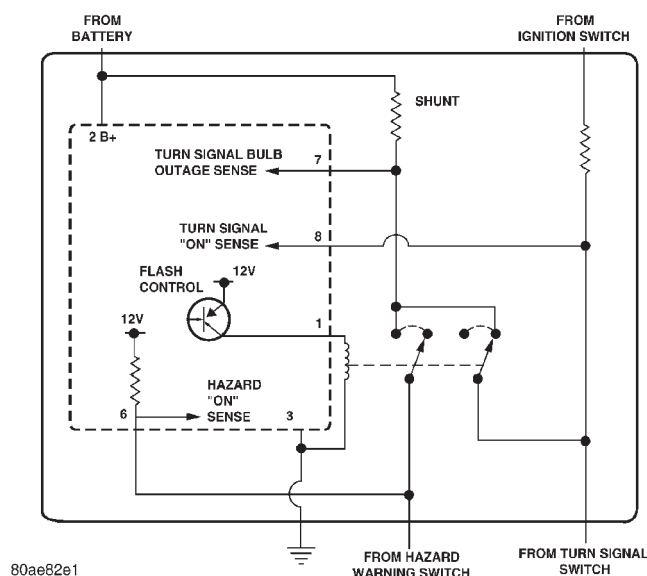 FROM
BATTERY
FROM
IGNITION SWITCH
SHUNT
2 B+
TURN SIGNAL BULB
OUTAGE SENSE
7
TURN SIGNAL
"ON" SENSE
8
FLASH
CONTROL
12V
12V
1
HAZARD
"ON"
SENSE
6
3
FROM HAZARD
WARNING SWITCH
FROM TURN SIGNAL
SWITCH
80ae82e1